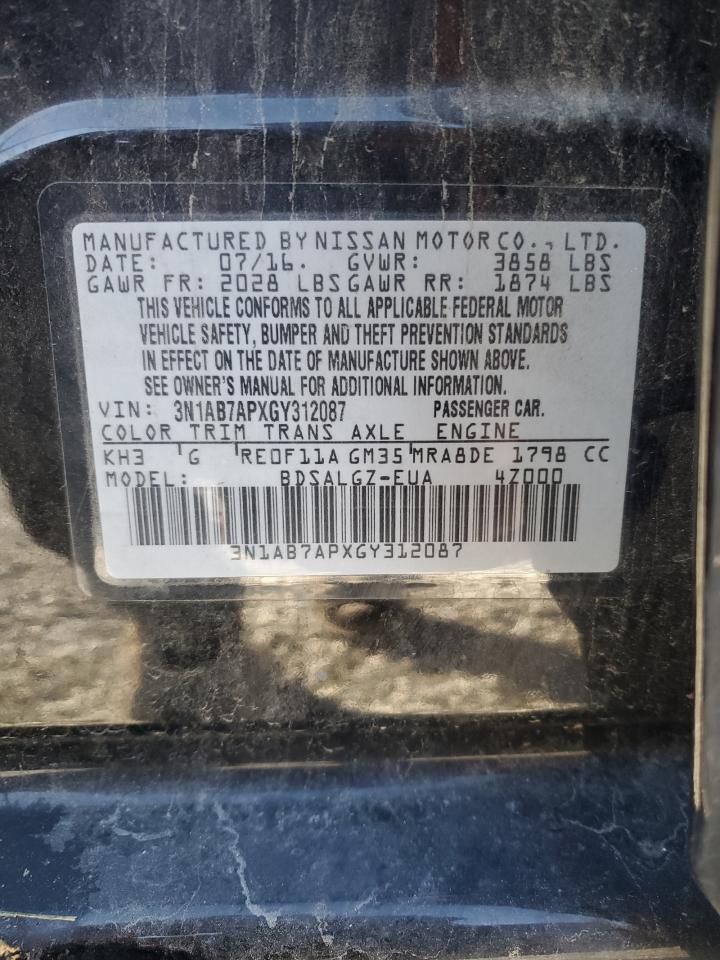 MANUFACTURED BY NISSAN MOTOR CO., LTD.
DATE: 07/16. GVWR: 3858 LBS
GAWR FR: 2028 LBS GAWR RR: 1874 LBS
THIS VEHICLE CONFORMS TO ALL APPLICABLE FEDERAL MOTOR
VEHICLE SAFETY, BUMPER AND THEFT PREVENTION STANDARDS
IN EFFECT ON THE DATE OF MANUFACTURE SHOWN ABOVE.
SEE OWNER'S MANUAL FOR ADDITIONAL INFORMATION.
VIN: 3N1AB7APXGY312087 PASSENGER CAR.
COLOR TRIM TRANS AXLE ENGINE
KH3 ' G ' RE0F11A GM35 ' MRA8DE 1798 CC
MODEL: BDSALGZ-EUA 4Z000
3N1AB7APXGY312087